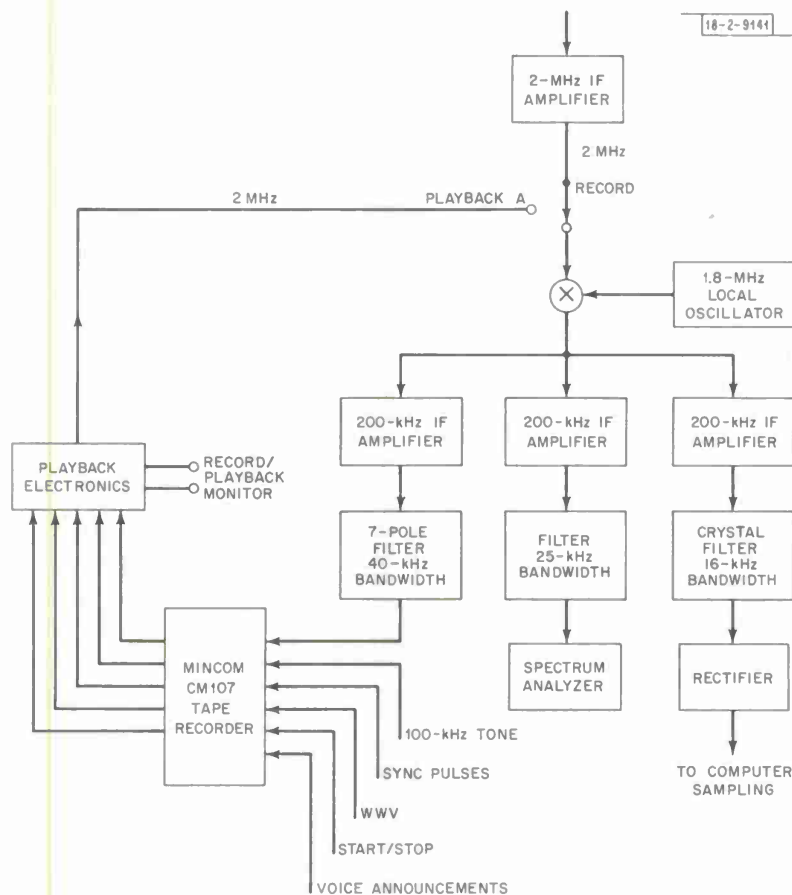 18-2-9141
2-MHz IF
AMPLIFIER
2 MHz
RECORD
2 MHz
PLAYBACK A
1.8-MHz
LOCAL
OSCILLATOR
200-kHz IF
AMPLIFIER
200-kHz IF
AMPLIFIER
200-kHz IF
AMPLIFIER
PLAYBACK
ELECTRONICS
RECORD/
PLAYBACK
MONITOR
7-POLE
FILTER
40-kHz
BANDWIDTH
FILTER
25-kHz
BANDWIDTH
CRYSTAL
FILTER
16-kHz
BANDWIDTH
MINCOM
CM107
TAPE
RECORDER
SPECTRUM
ANALYZER
RECTIFIER
100-kHz TONE
SYNC PULSES
WWV
START/STOP
VOICE ANNOUNCEMENTS
TO COMPUTER
SAMPLING